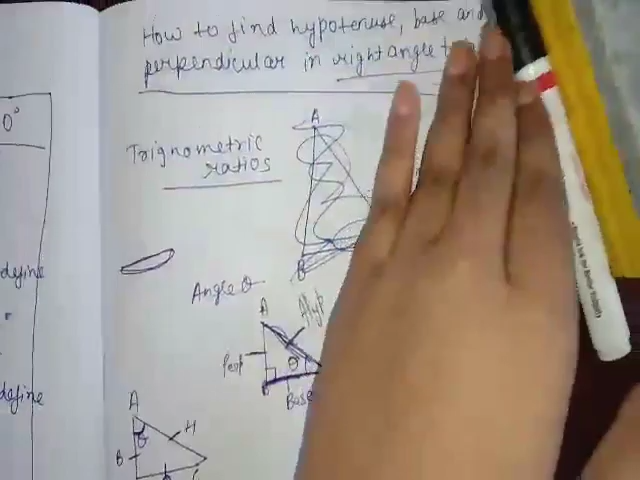 How to find hypotenuse, base and
perpendicular in right angle
0°
Trignometric
ratios
A
B
define
Angle θ
A
Hyp
Perp
θ
Base
define
A
θ
H
B